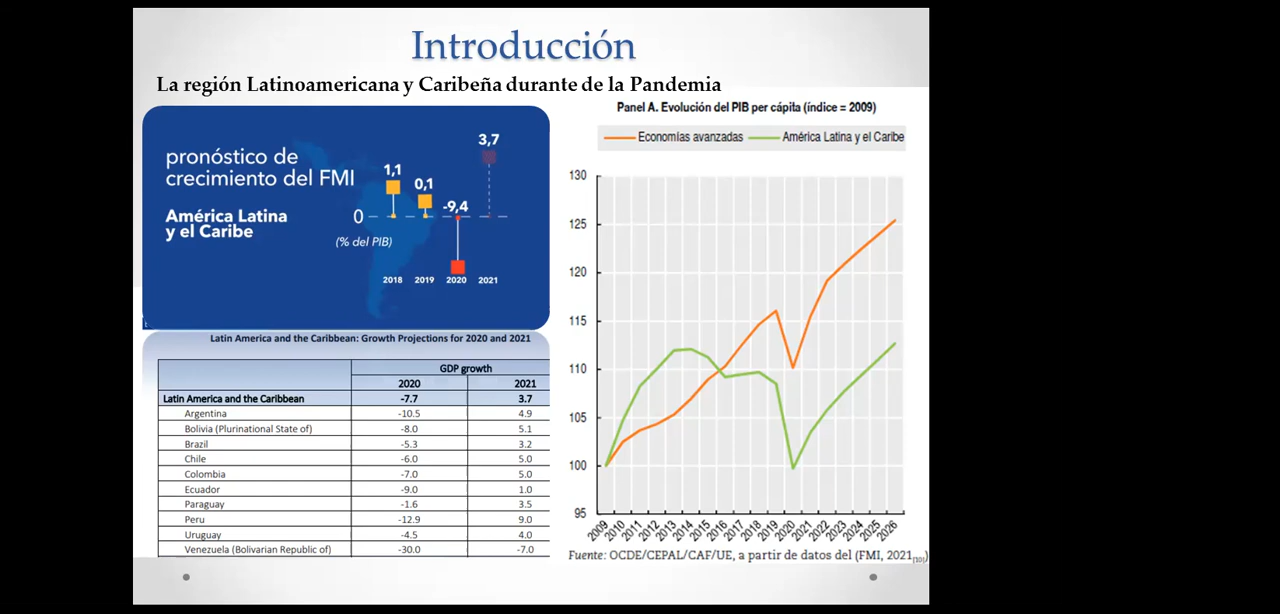 Introducción
La región Latinoamericana y Caribeña durante de la Pandemia
pronóstico de
crecimiento del FMI
América Latina
y el Caribe
(% del PIB)
0
1,1
0,1
-9,4
3,7
2018 2019 2020 2021
Latin America and the Caribbean: Growth Projections for 2020 and 2021
GDP growth
2020 2021
Latin America and the Caribbean -7.7 3.7
Argentina -10.5 4.9
Bolivia (Plurinational State of) -8.0 5.1
Brazil -5.3 3.2
Chile -6.0 5.0
Colombia -7.0 5.0
Ecuador -9.0 1.0
Paraguay -1.6 3.5
Peru -12.9 9.0
Uruguay -4.5 4.0
Venezuela (Bolivarian Republic of) -30.0 -7.0
Panel A. Evolución del PIB per cápita (índice = 2009)
Economías avanzadas América Latina y el Caribe
130
125
120
115
110
105
100
95
2009 2010 2011 2012 2013 2014 2015 2016 2017 2018 2019 2020 2021 2022 2023 2024 2025 2026
Fuente: OCDE/CEPAL/CAF/UE, a partir de datos del (FMI, 2021[10])